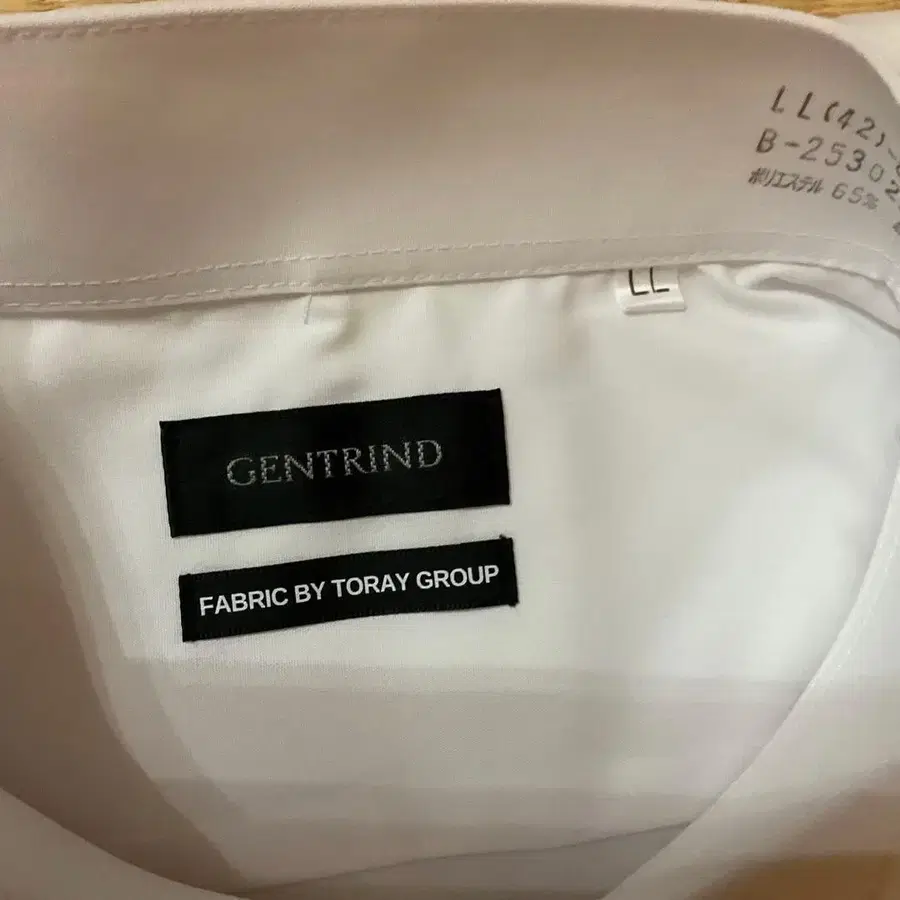 LL(42)-
B-25302
ポリエステル 65%
LL
GENTRIND
FABRIC BY TORAY GROUP